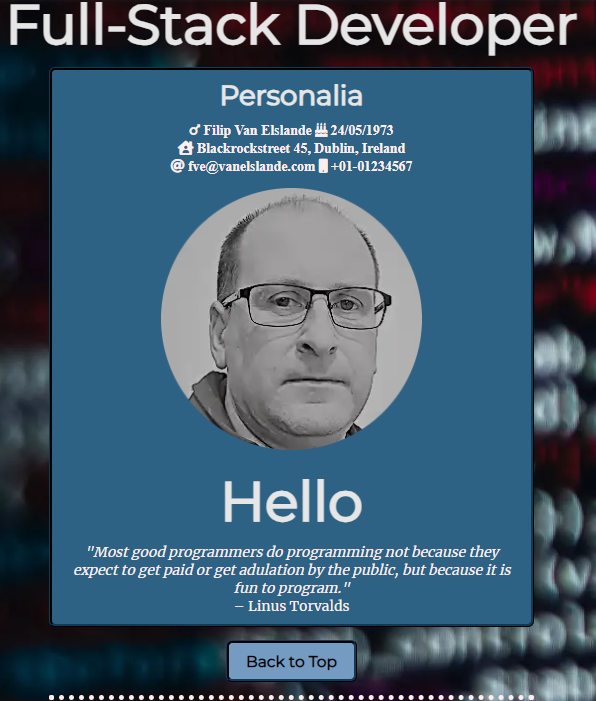 Full-Stack Developer
Personalia
Filip Van Elslande 24/05/1973
Blackrockstreet 45, Dublin, Ireland
@ fve@vanelslande.com +01-01234567
Hello
"Most good programmers do programming not because they
expect to get paid or get adulation by the public, but because it is
fun to program."
– Linus Torvalds
Back to Top